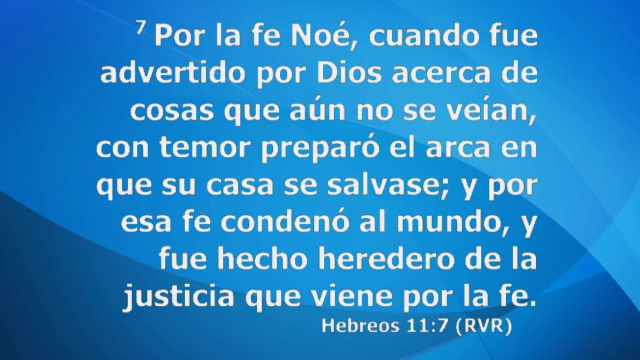 7 Por la fe Noé, cuando fue
advertido por Dios acerca de
cosas que aún no se veían,
con temor preparó el arca en
que su casa se salvase; y por
esa fe condenó al mundo, y
fue hecho heredero de la
justicia que viene por la fe.
Hebreos 11:7 (RVR)